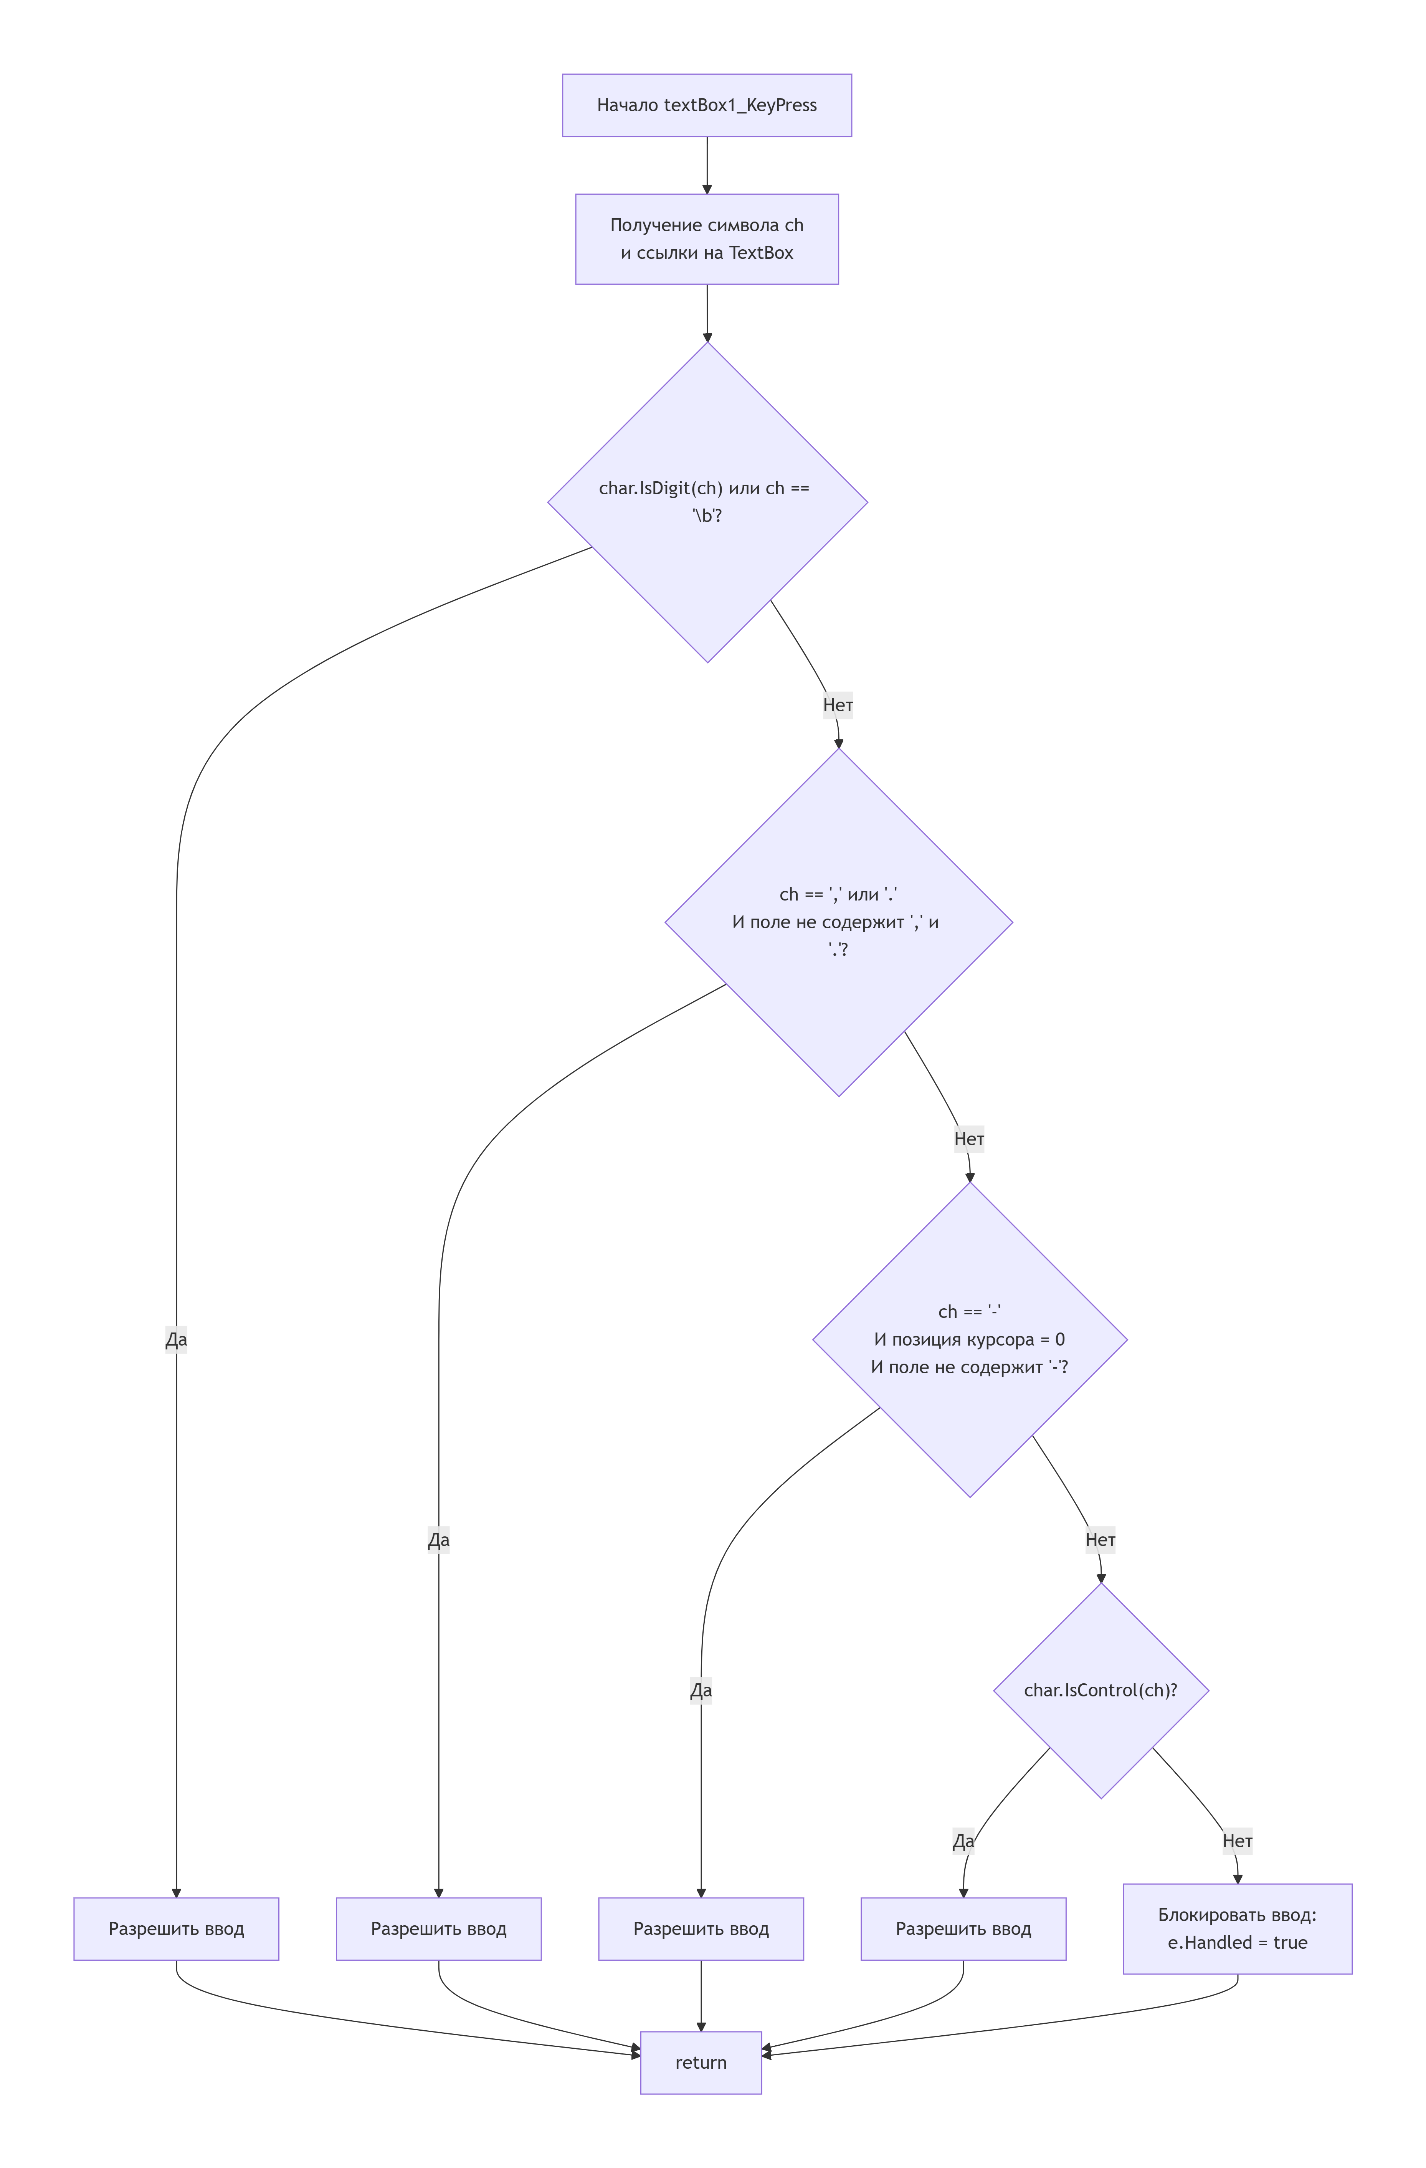 Начало textBox1_KeyPress
Получение символа ch
и ссылки на TextBox
char.IsDigit(ch) или ch ==
'\b'?
Нет
ch == ',' или '.'
И поле не содержит ',' и
'.'?
Нет
ch == '-'
И позиция курсора = 0
И поле не содержит '-'?
Да
Да
Нет
char.IsControl(ch)?
Да
Да
Нет
Разрешить ввод
Разрешить ввод
Разрешить ввод
Разрешить ввод
Блокировать ввод:
e.Handled = true
return